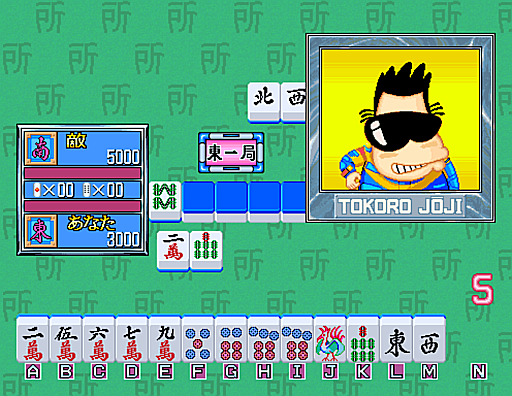 北 西
敵
南 5000
東一局
×00 ×00
あなた
東 3000
TOKORO JOJI
二萬
5
二 伍 六 七 九 東 西
萬 萬 萬 萬 萬
A B C D E F G H I J K L M N